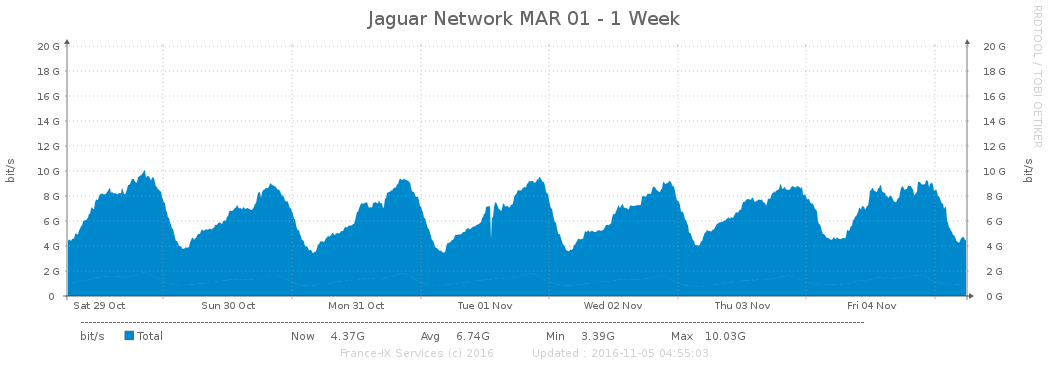 Jaguar Network MAR 01 - 1 Week
RRDTOOL / TOBI OETIKER
bit/s
bit/s
20 G 20 G
18 G 18 G
16 G 16 G
14 G 14 G
12 G 12 G
10 G 10 G
8 G 8 G
6 G 6 G
4 G 4 G
2 G 2 G
0 0 G
Sat 29 Oct Sun 30 Oct Mon 31 Oct Tue 01 Nov Wed 02 Nov Thu 03 Nov Fri 04 Nov
bit/s Total Now 4.37G Avg 6.74G Min 3.39G Max 10.03G
France-IX Services (c) 2016 Updated : 2016-11-05 04:55:03